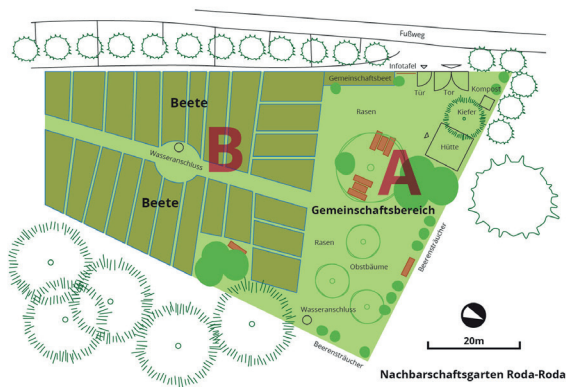 Fußweg
Infotafel
Gemeinschaftsbeet
Tür
Tor
Kompost
Beete
Rasen
Kiefer
Hütte
B
A
Wasseranschluss
Beete
Gemeinschaftsbereich
Rasen
Obstbäume
Beerensträucher
Wasseranschluss
Beerensträucher
20m
Nachbarschaftsgarten Roda-Roda